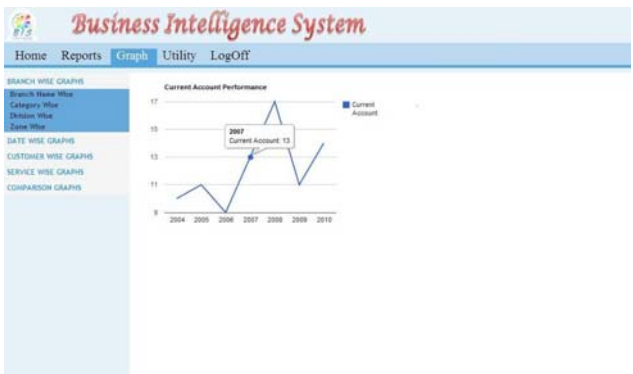 Business Intelligence System
Home Reports Graph Utility LogOff
BRANCH WISE GRAPHS
Branch Name Wise
Category Wise
Division Wise
Zone Wise
DATE WISE GRAPHS
CUSTOMER WISE GRAPHS
SERVICE WISE GRAPHS
COMPARISON GRAPHS
Current Account Performance
17
15
13
11
9
2007
Current Account: 13
2004 2005 2006 2007 2008 2009 2010
Current
Account